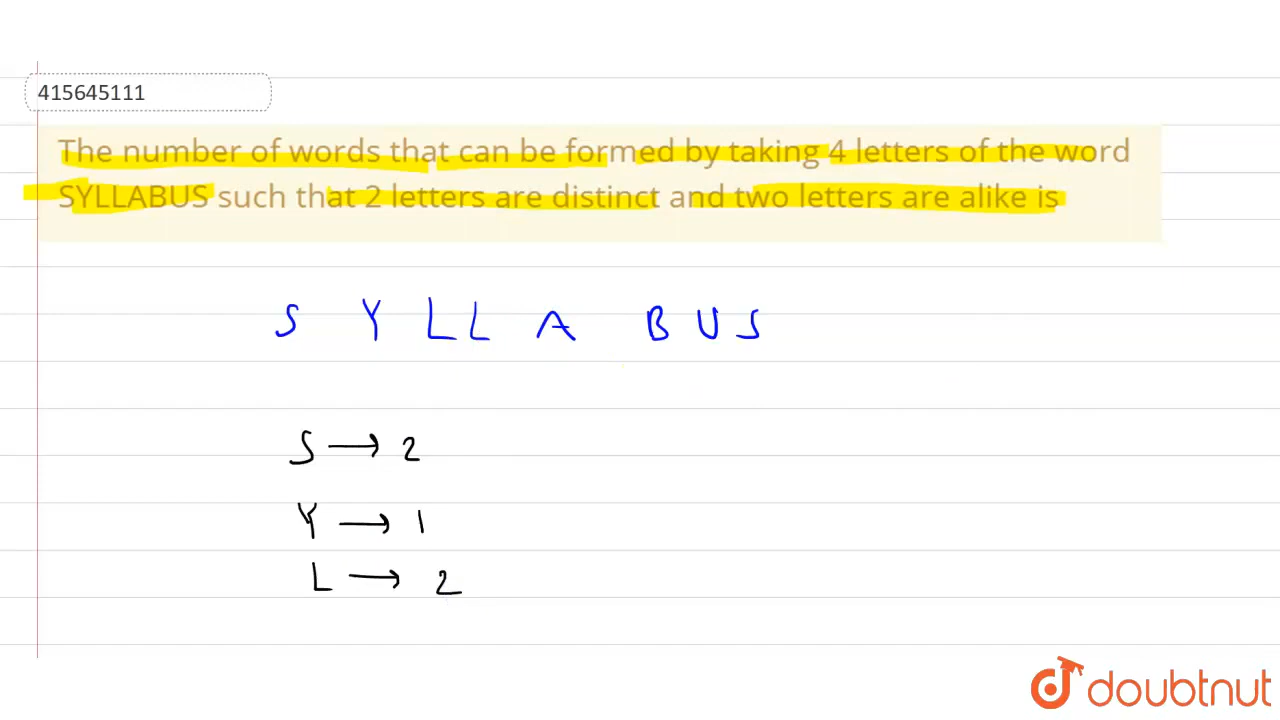 415645111
The number of words that can be formed by taking 4 letters of the word
SYLLABUS such that 2 letters are distinct and two letters are alike is
S Y L L A B U S
S → 2
Y → 1
L → 2
doubtnut